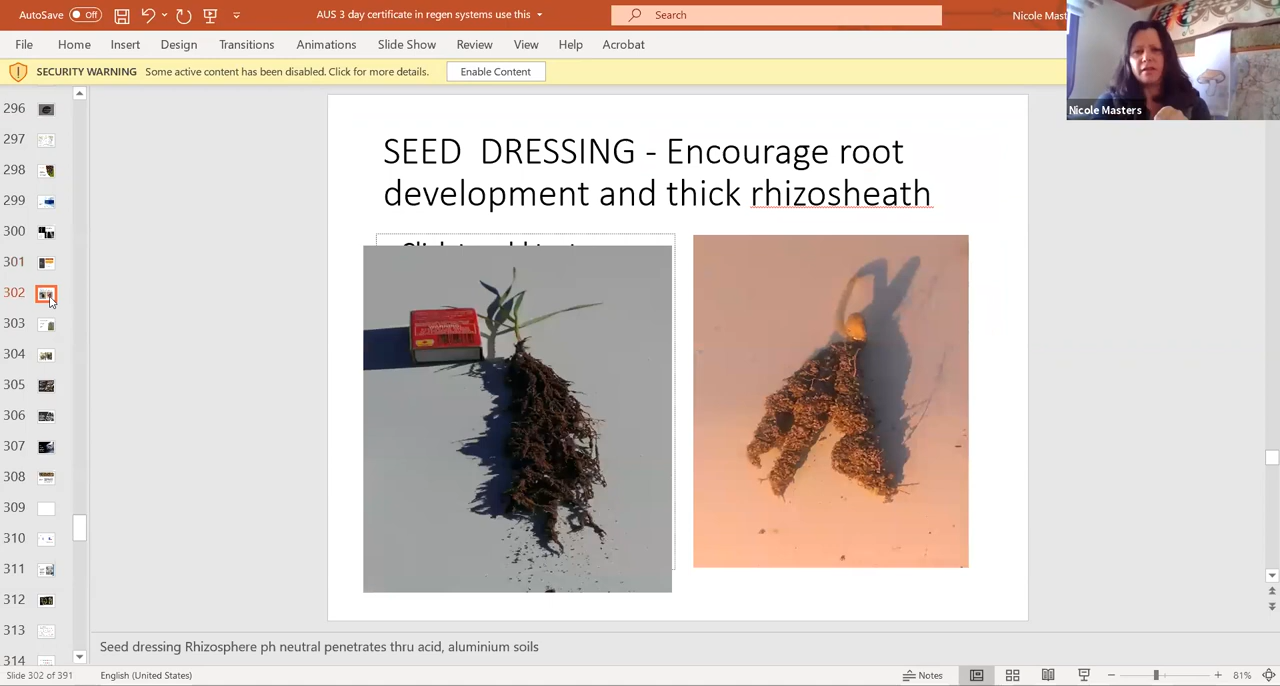 AutoSave Off AUS 3 day certificate in regen systems use this Search Nicole Mast
File Home Insert Design Transitions Animations Slide Show Review View Help Acrobat
SECURITY WARNING Some active content has been disabled. Click for more details. Enable Content
Nicole Masters
296
297
298
299
300
301
302
303
304
305
306
307
308
309
310
311
312
313
314
SEED DRESSING - Encourage root
development and thick rhizosheath
WARNING
Seed dressing Rhizosphere ph neutral penetrates thru acid, aluminium soils
Slide 302 of 391 English (United States) Notes 81%